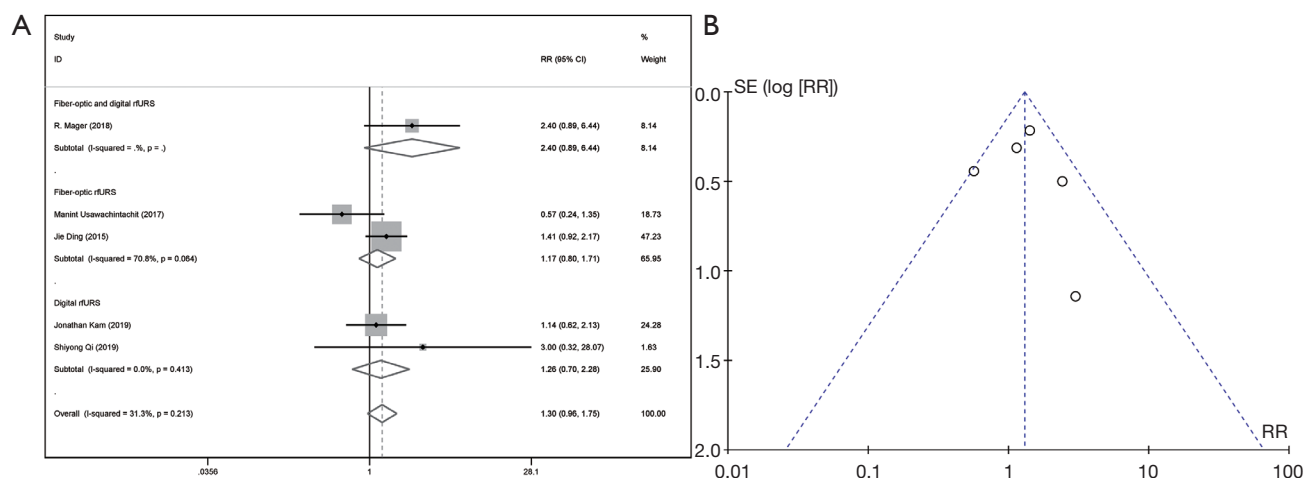 A
Study %
ID RR (95% CI) Weight
Fiber-optic and digital rfURS
R. Mager (2018) 2.40 (0.89, 6.44) 8.14
Subtotal (I-squared = .%, p = .) 2.40 (0.89, 6.44) 8.14
.
Fiber-optic rfURS
Manint Usawachintachit (2017) 0.57 (0.24, 1.35) 18.73
Jie Ding (2015) 1.41 (0.92, 2.17) 47.23
Subtotal (I-squared = 70.8%, p = 0.064) 1.17 (0.80, 1.71) 65.95
.
Digital rfURS
Jonathan Kam (2019) 1.14 (0.62, 2.13) 24.28
Shiyong Qi (2019) 3.00 (0.32, 28.07) 1.63
Subtotal (I-squared = 0.0%, p = 0.413) 1.26 (0.70, 2.28) 25.90
.
Overall (I-squared = 31.3%, p = 0.213) 1.30 (0.96, 1.75) 100.00
.0356 1 28.1
B
SE (log [RR])
0.0
0.5
1.0
1.5
2.0
RR
0.01 0.1 1 10 100